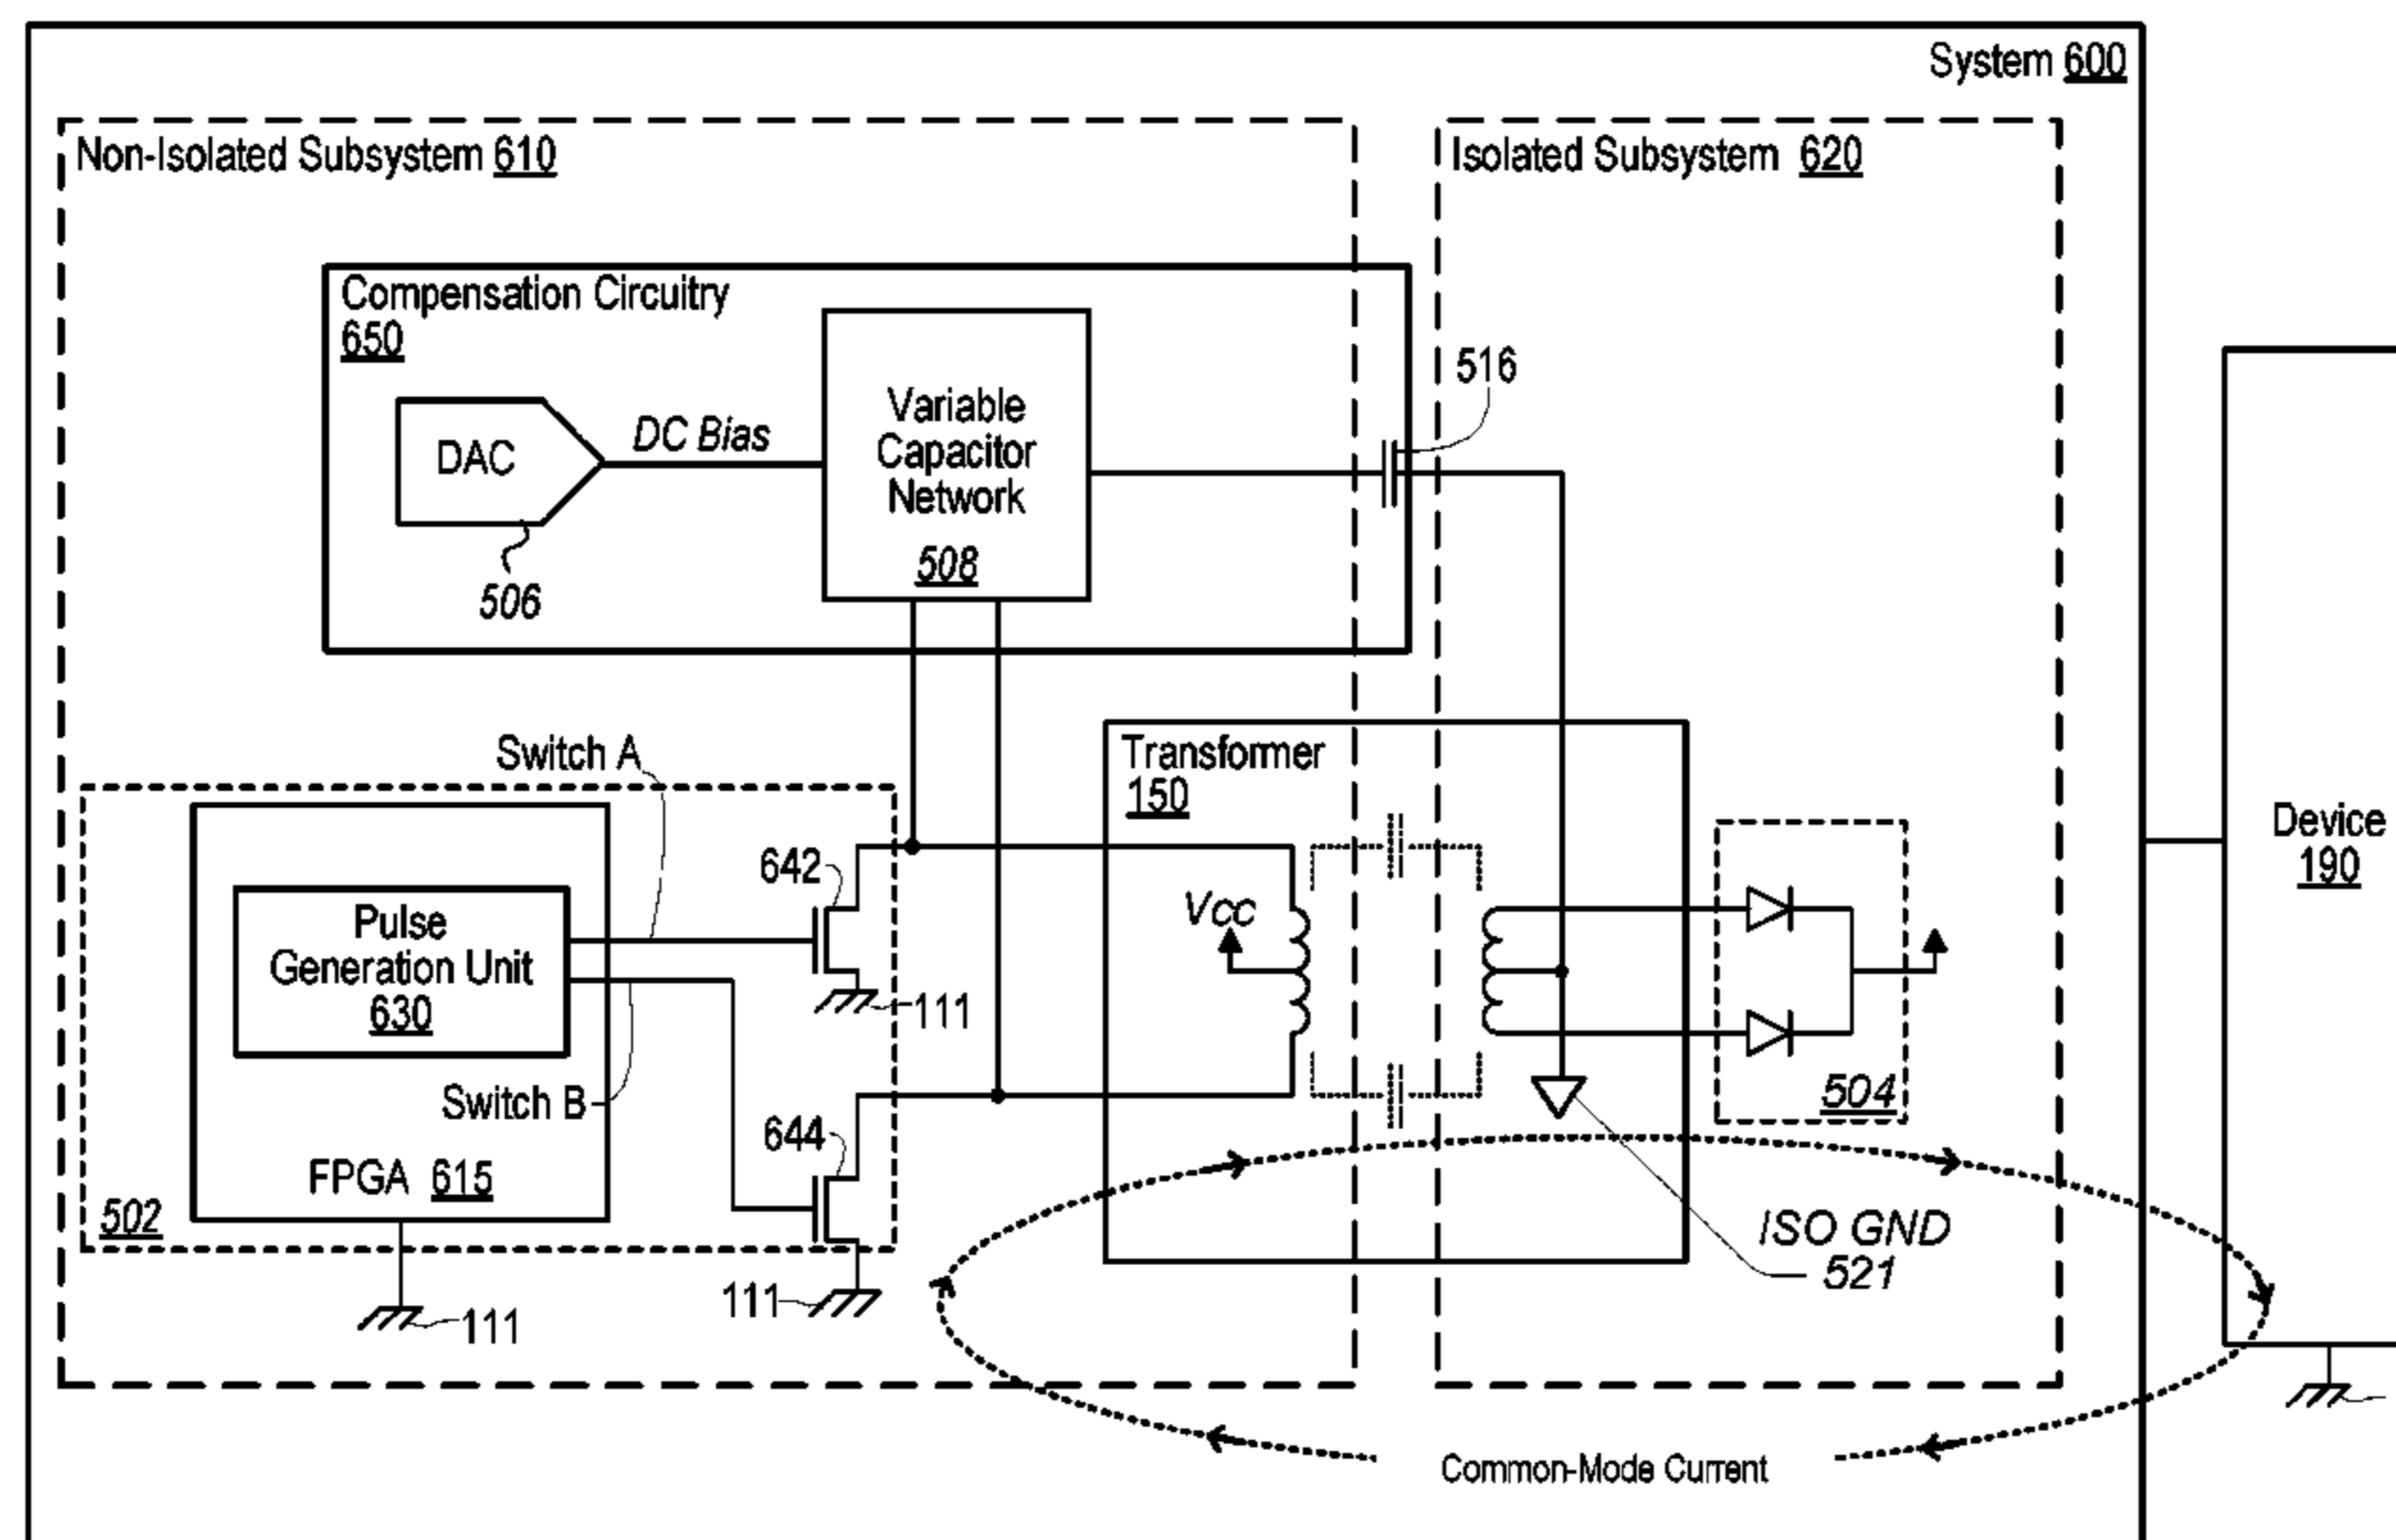 System 600
Non-Isolated Subsystem 610
Isolated Subsystem 620
Compensation Circuitry
650
DAC
506
DC Bias
Variable
Capacitor
Network
508
516
Switch A
Transformer
150
642
Vcc
Pulse
Generation Unit
630
111
Switch B
644
FPGA 615
502
111
111
504
ISO GND
521
Device
190
Common-Mode Current